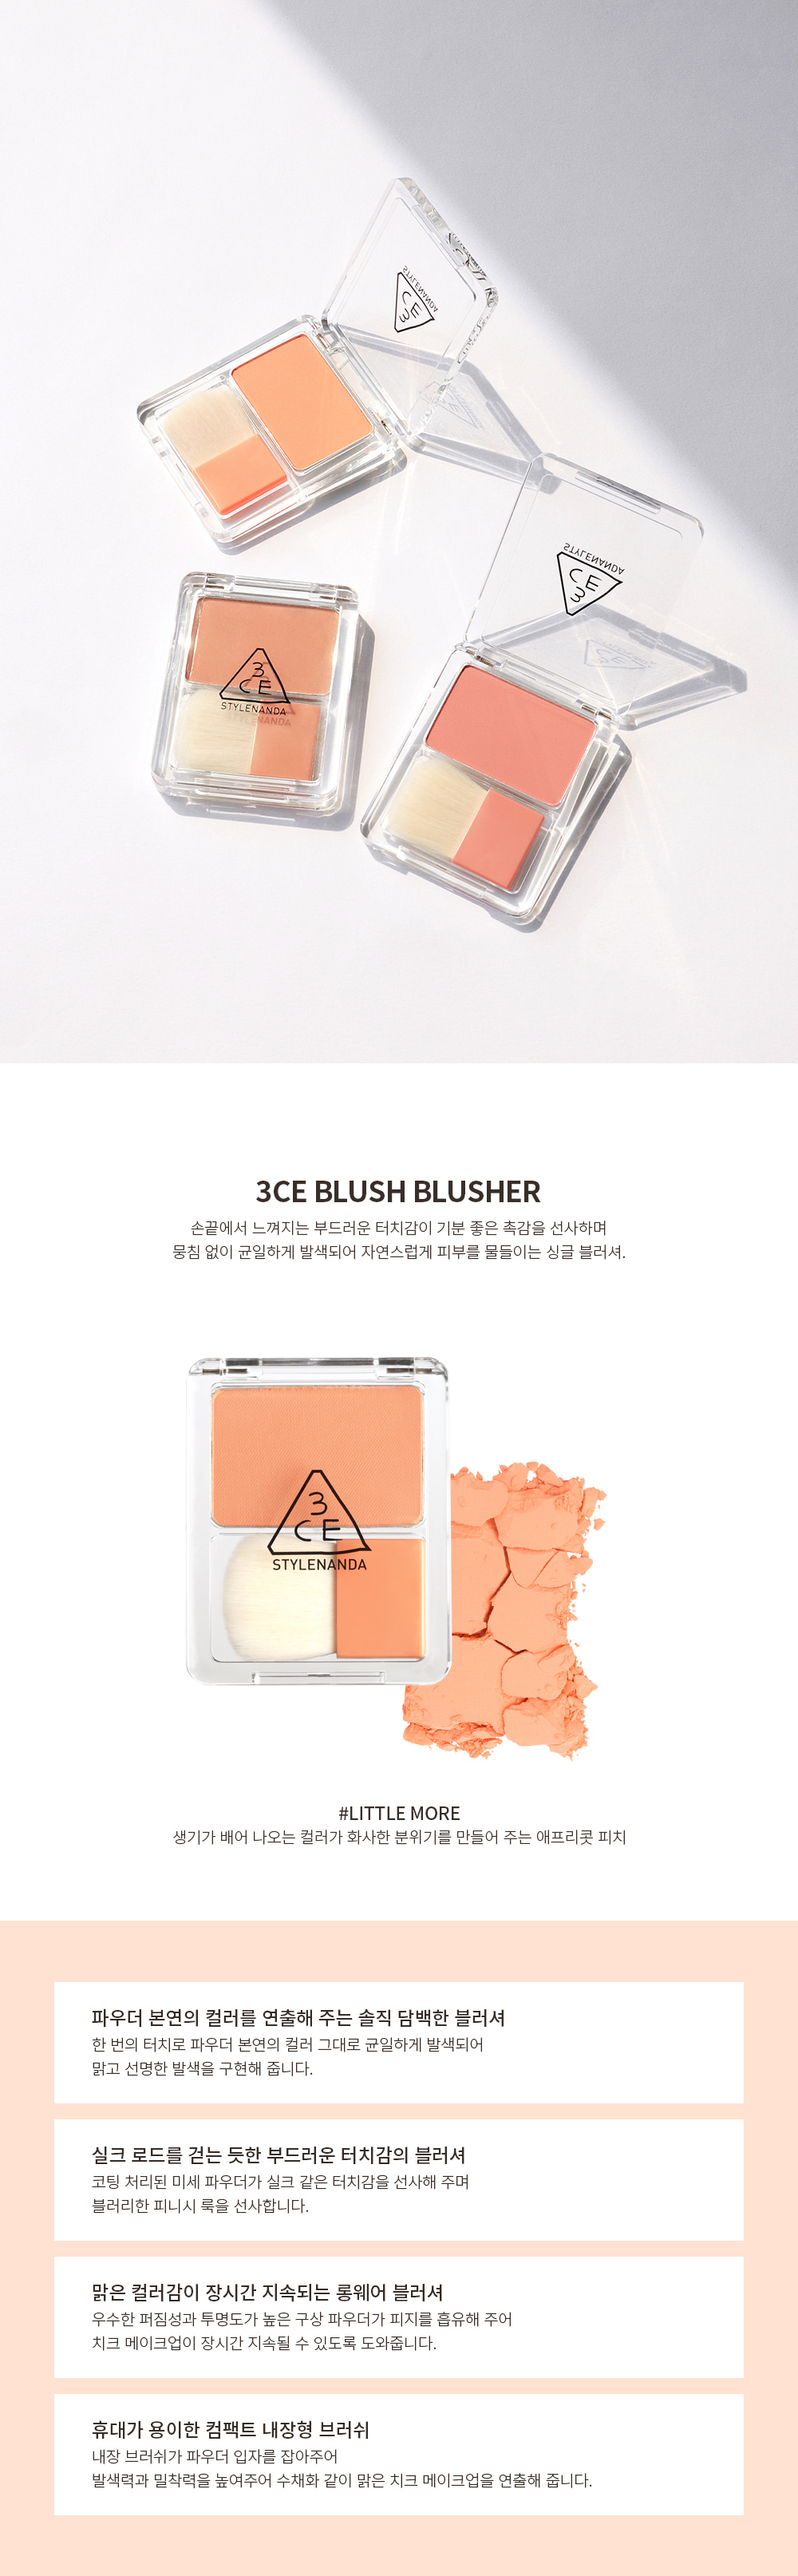 3CE
STYLENANDA
3CE
STYLENANDA
3
CE
STYLENANDA
3CE BLUSH BLUSHER
손끝에서 느껴지는 부드러운 터치감이 기분 좋은 촉감을 선사하며
뭉침 없이 균일하게 발색되어 자연스럽게 피부를 물들이는 싱글 블러셔.
3
CE
STYLENANDA
#LITTLE MORE
생기가 배어 나오는 컬러가 화사한 분위기를 만들어 주는 애프리콧 피치
파우더 본연의 컬러를 연출해 주는 솔직 담백한 블러셔
한 번의 터치로 파우더 본연의 컬러 그대로 균일하게 발색되어
맑고 선명한 발색을 구현해 줍니다.
실크 로드를 걷는 듯한 부드러운 터치감의 블러셔
코팅 처리된 미세 파우더가 실크 같은 터치감을 선사해 주며
블러리한 피니시 룩을 선사합니다.
맑은 컬러감이 장시간 지속되는 롱웨어 블러셔
우수한 퍼짐성과 투명도가 높은 구상 파우더가 피지를 흡유해 주어
치크 메이크업이 장시간 지속될 수 있도록 도와줍니다.
휴대가 용이한 컴팩트 내장형 브러쉬
내장 브러쉬가 파우더 입자를 잡아주어
발색력과 밀착력을 높여주어 수채화 같이 맑은 치크 메이크업을 연출해 줍니다.